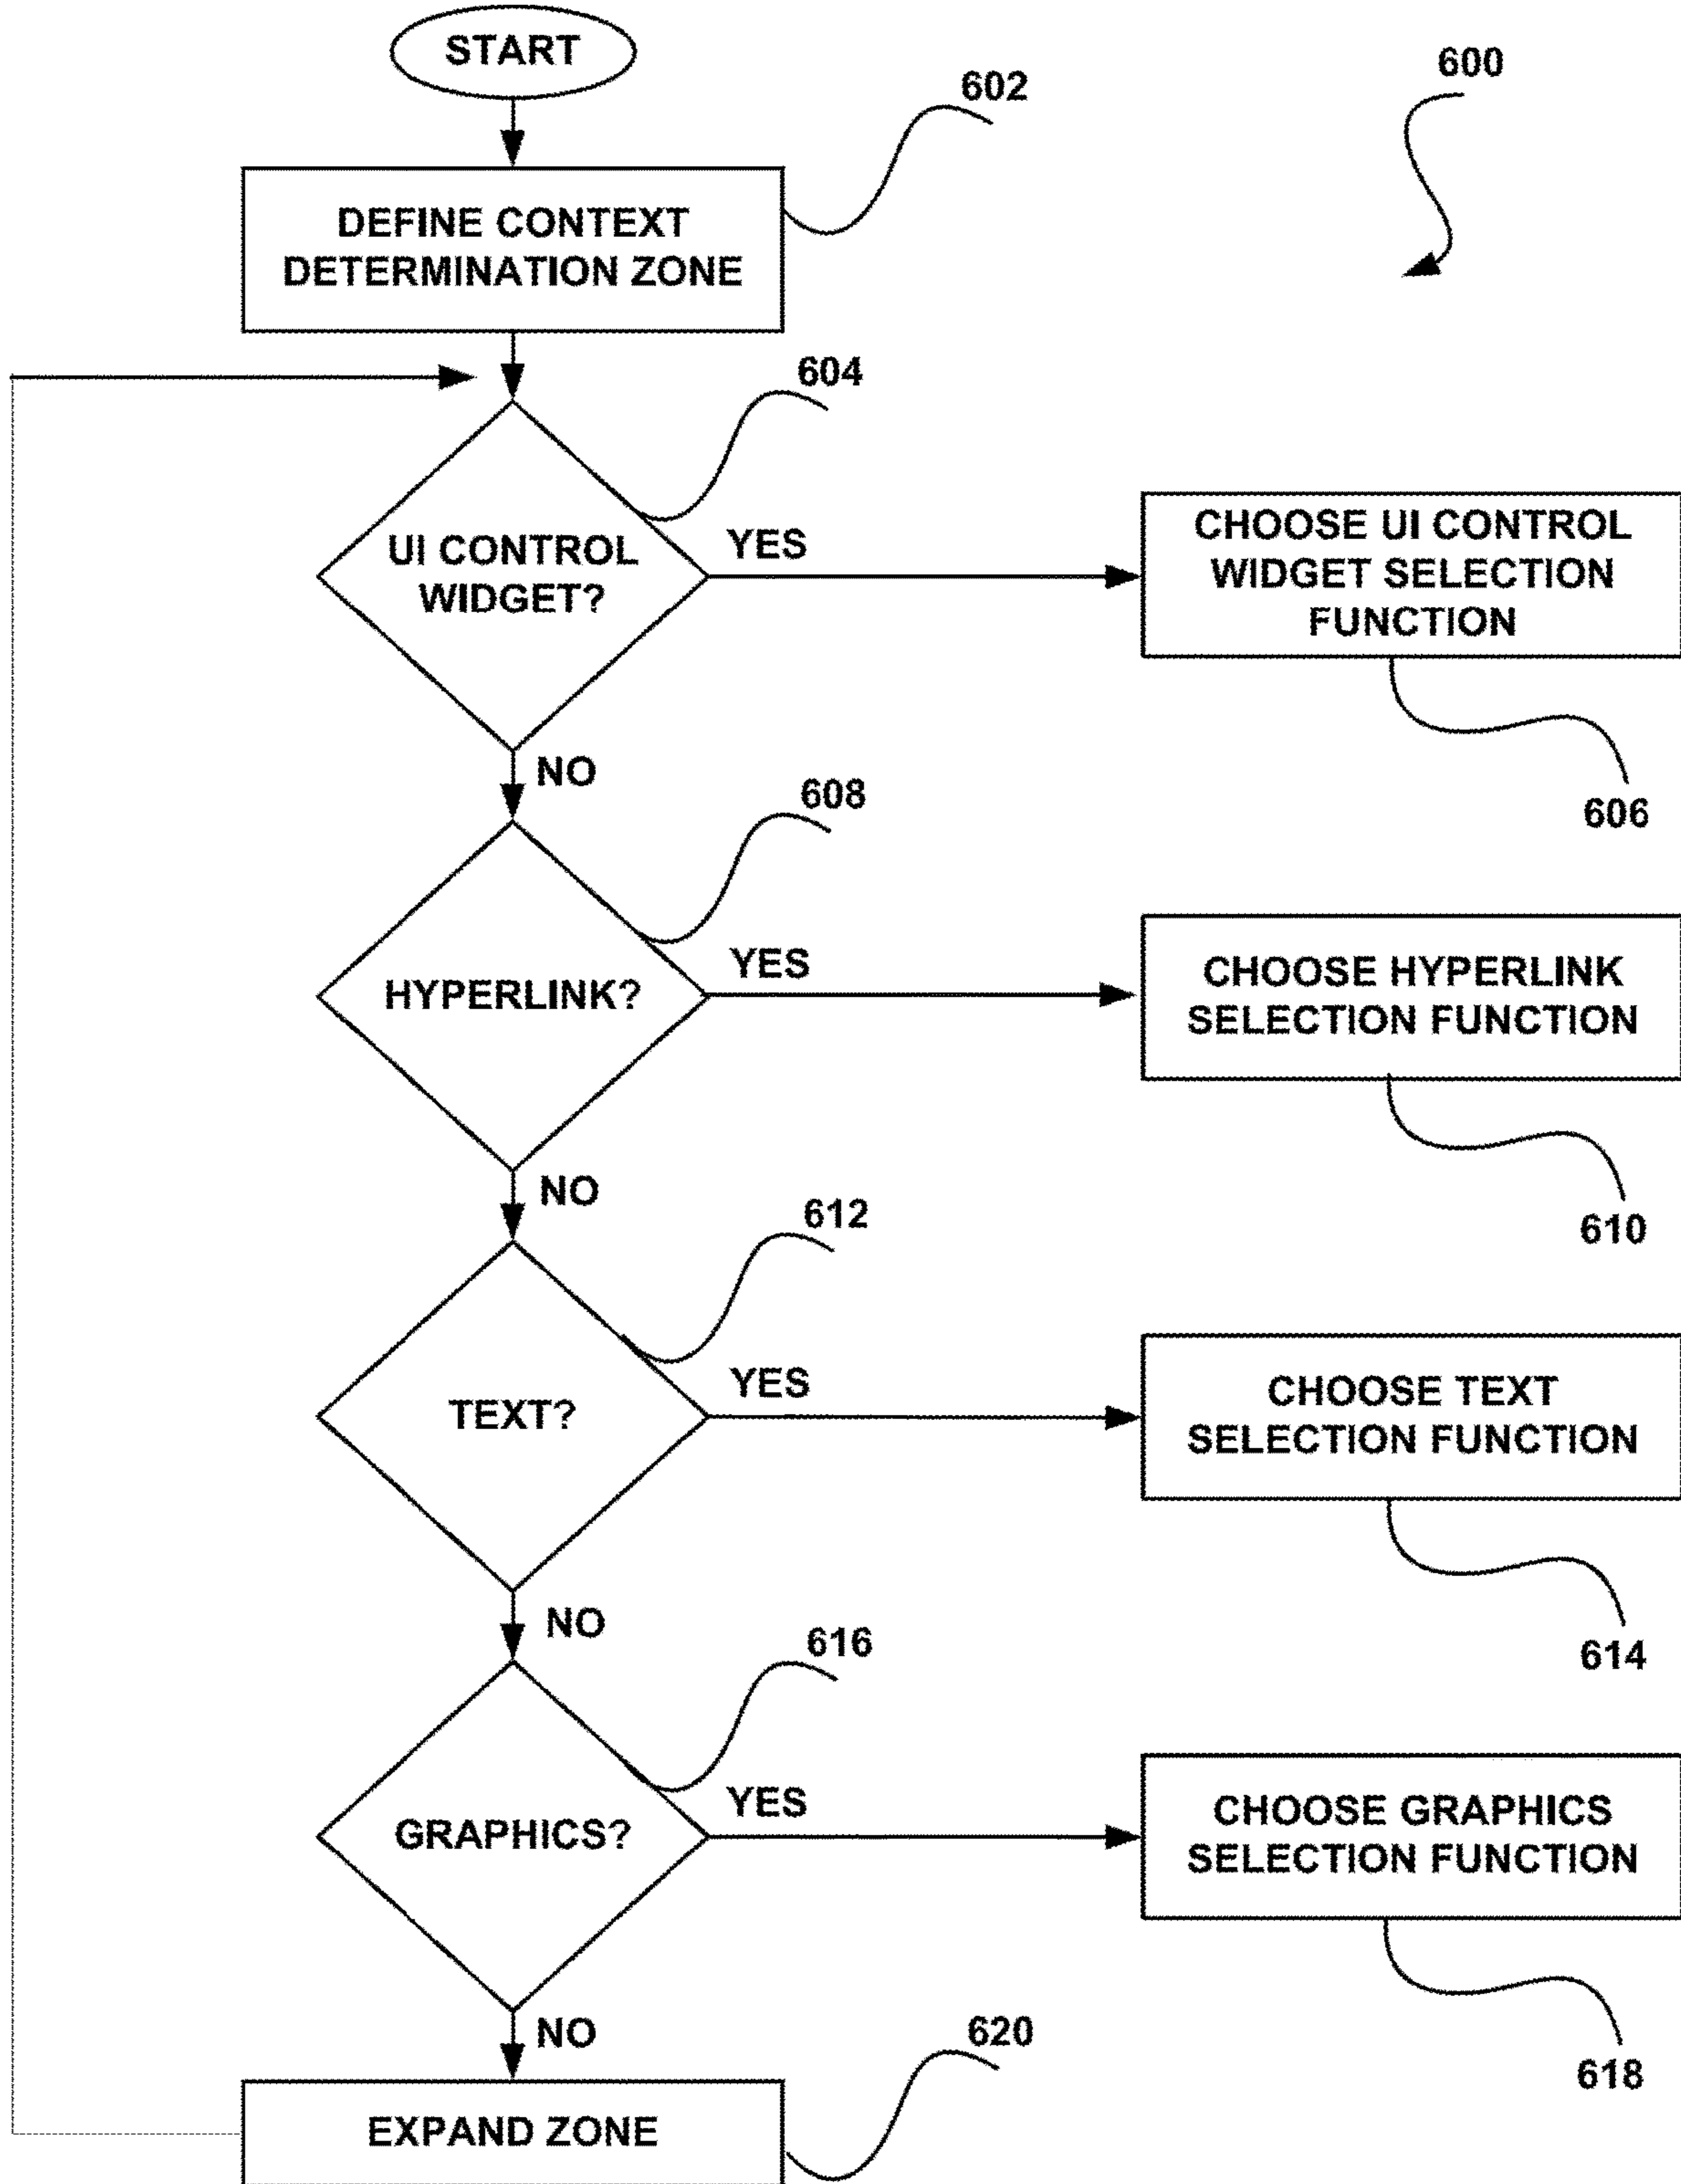 START
600
602
DEFINE CONTEXT
DETERMINATION ZONE
604
UI CONTROL
WIDGET?
YES
CHOOSE UI CONTROL
WIDGET SELECTION
FUNCTION
606
NO
608
HYPERLINK?
YES
CHOOSE HYPERLINK
SELECTION FUNCTION
610
NO
612
TEXT?
YES
CHOOSE TEXT
SELECTION FUNCTION
614
NO
616
GRAPHICS?
YES
CHOOSE GRAPHICS
SELECTION FUNCTION
618
NO
620
EXPAND ZONE